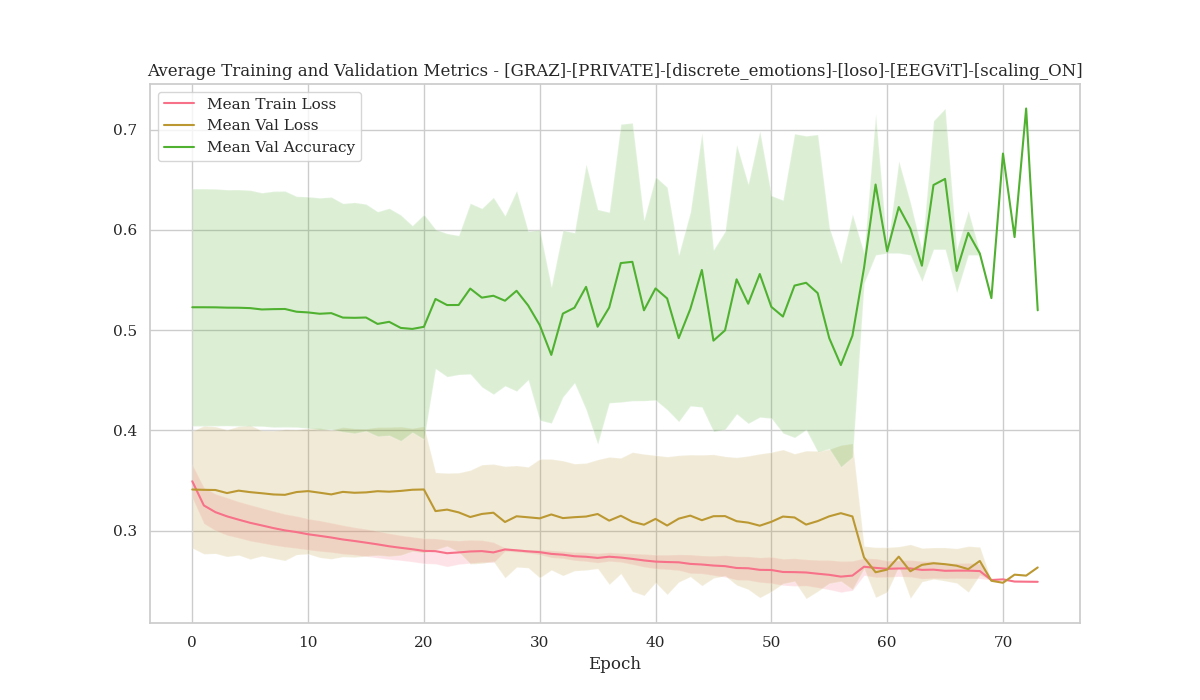 Average Training and Validation Metrics - [GRAZ]-[PRIVATE]-[discrete_emotions]-[loso]-[EEGViT]-[scaling_ON]
Mean Train Loss
Mean Val Loss
Mean Val Accuracy
0.7
0.6
0.5
0.4
0.3
0 10 20 30 40 50 60 70
Epoch